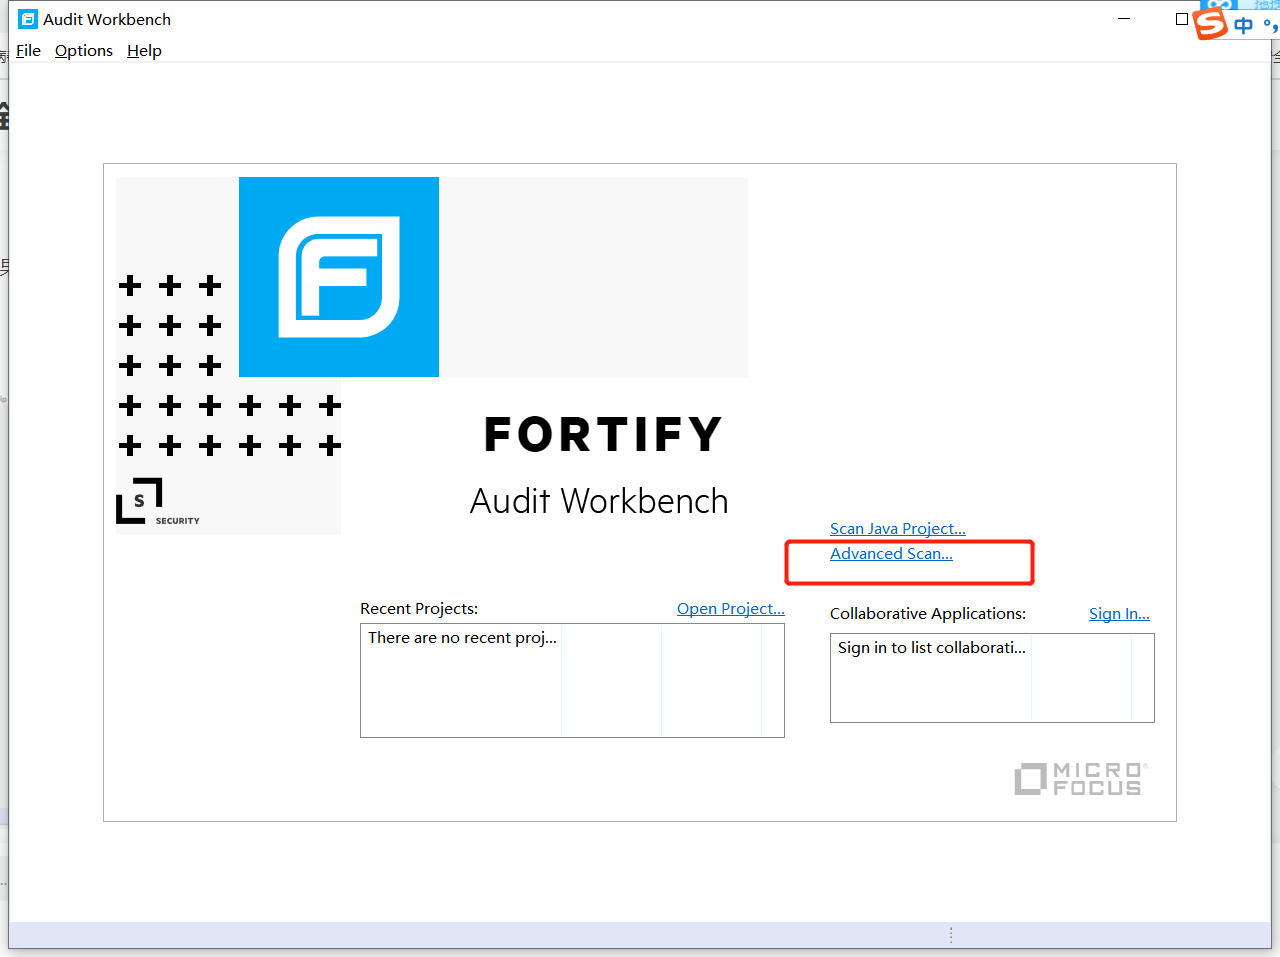 Audit Workbench
中
File Options Help
FORTIFY
Audit Workbench
S
SECURITY
Scan Java Project...
Advanced Scan...
Recent Projects:
Open Project...
There are no recent proj...
Collaborative Applications:
Sign In...
Sign in to list collaborati...
MICRO
FOCUS